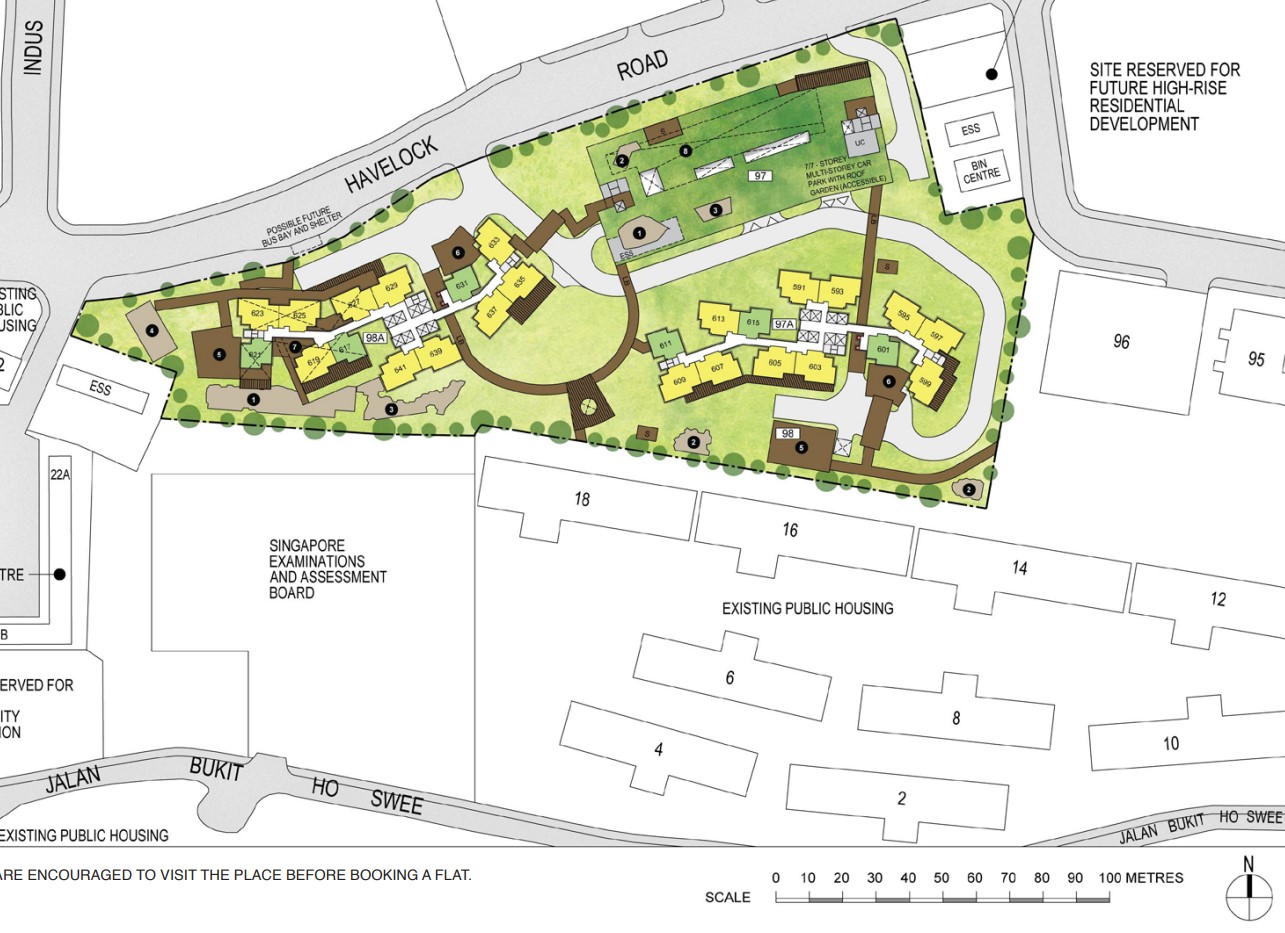 INDUS
ROAD
HAVELOCK
POSSIBLE FUTURE
BUS BAY AND SHELTER
SITE RESERVED FOR
FUTURE HIGH-RISE
RESIDENTIAL
DEVELOPMENT
ESS
BIN
CENTRE
UC
S
2
8
97
7/7 - STOREY
MULTI-STOREY CAR
PARK WITH ROOF
GARDEN (ACCESSIBLE)
3
1
ESS
6
633
631
635
637
629
627
623
625
98A
621
7
619
617
639
641
4
5
1
3
ESS
S
591
593
595
597
613
615
97A
611
601
609
607
605
603
599
6
98
5
S
2
2
96
95
22A
18
16
14
12
SINGAPORE
EXAMINATIONS
AND ASSESSMENT
BOARD
EXISTING PUBLIC HOUSING
6
8
10
4
2
TRE
B
ERVED FOR
ITY
ION
STING
BLIC
USING
2
JALAN BUKIT HO SWEE
JALAN BUKIT HO SWEE
EXISTING PUBLIC HOUSING
ARE ENCOURAGED TO VISIT THE PLACE BEFORE BOOKING A FLAT.
SCALE
0 10 20 30 40 50 60 70 80 90 100 METRES
N